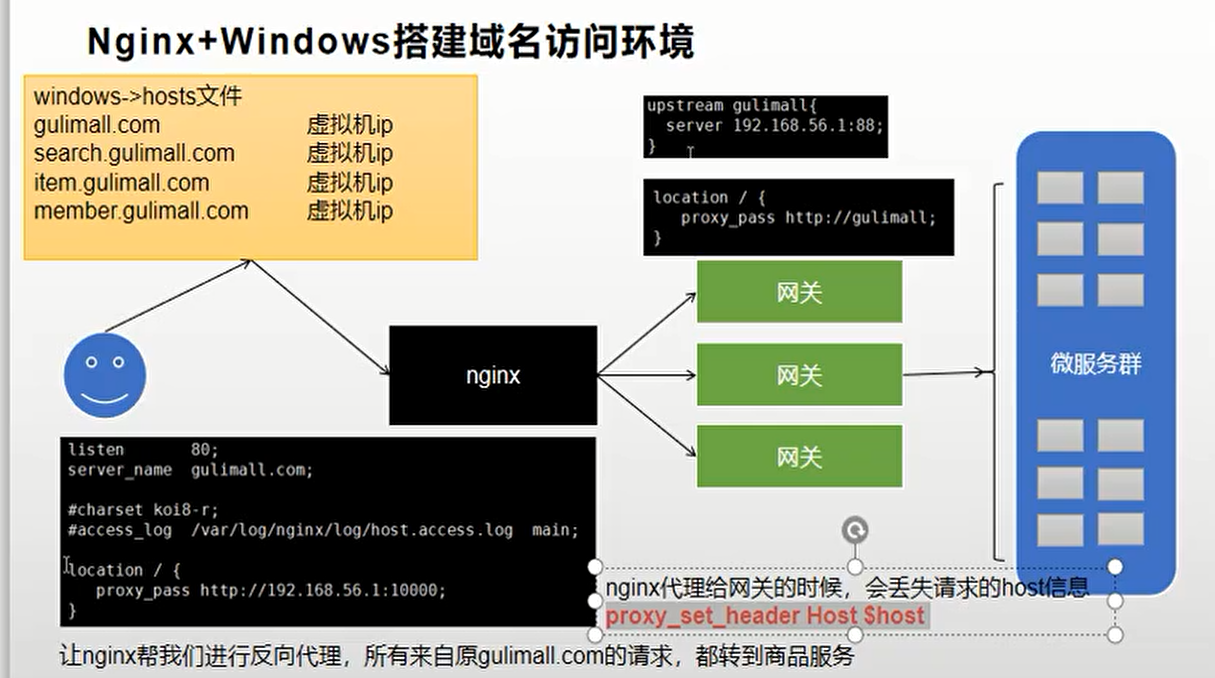 Nginx+Windows搭建域名访问环境
windows->hosts文件
gulimall.com 虚拟机ip
search.gulimall.com 虚拟机ip
item.gulimall.com 虚拟机ip
member.gulimall.com 虚拟机ip
upstream gulimall{
server 192.168.56.1:88;
}
location / {
proxy_pass http://gulimall;
}
网关
nginx
网关
网关
微服务群
listen 80;
server_name gulimall.com;
#charset koi8-r;
#access_log /var/log/nginx/log/host.access.log main;
location / {
proxy_pass http://192.168.56.1:10000;
}
nginx代理给网关的时候，会丢失请求的host信息
proxy_set_header Host $host
让nginx帮我们进行反向代理，所有来自原gulimall.com的请求，都转到商品服务